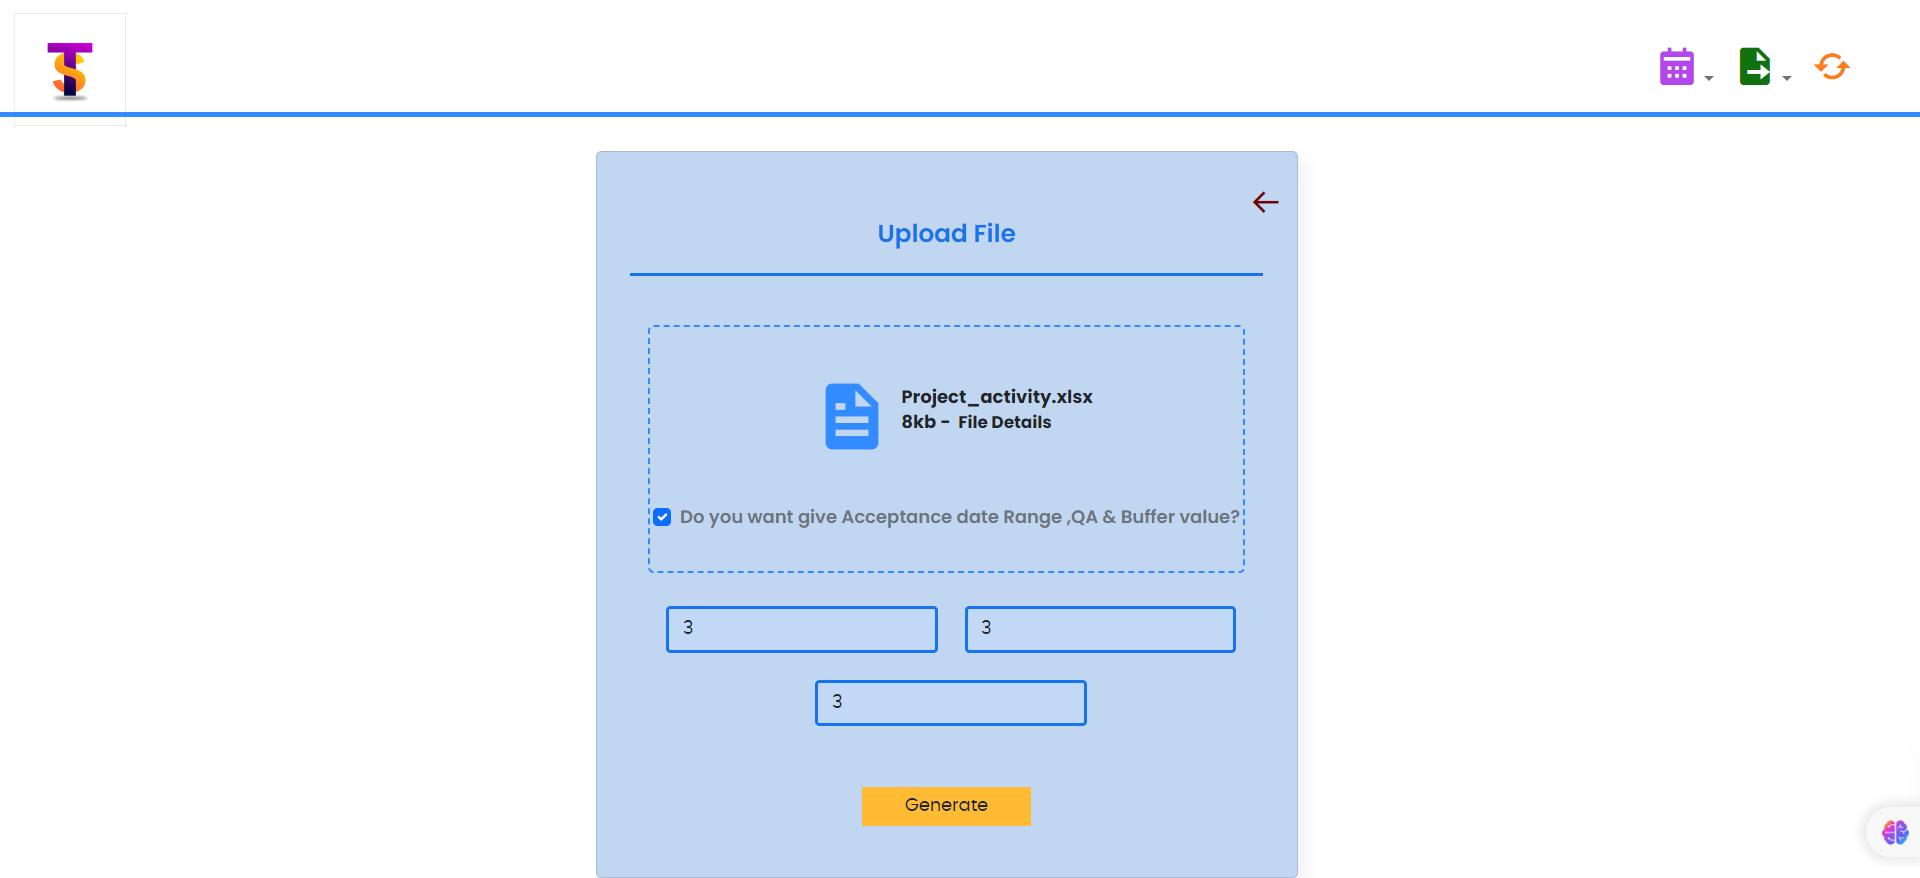 TS
Upload File
Project_activity.xlsx
8kb - File Details
Do you want give Acceptance date Range ,QA & Buffer value?
3 3
3
Generate